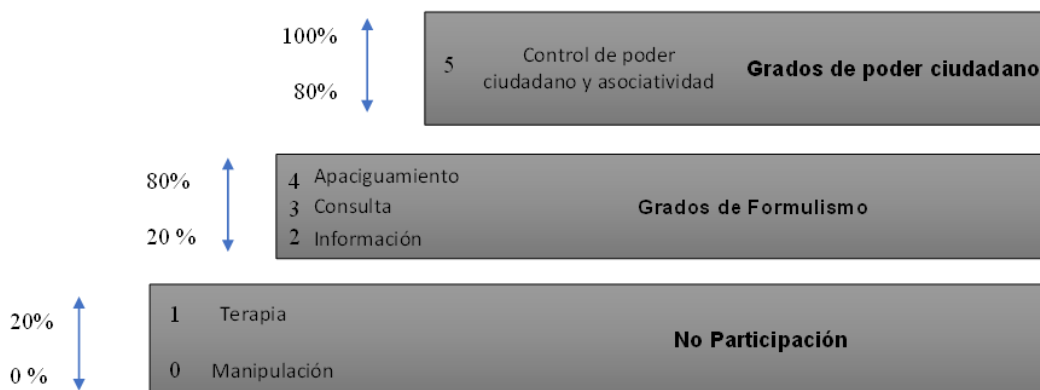 100%
80%
5 Control de poder
ciudadano y asociatividad
Grados de poder ciudadano
80%
20 %
4 Apaciguamiento
3 Consulta
2 Información
Grados de Formulismo
20%
0 %
1 Terapia
0 Manipulación
No Participación